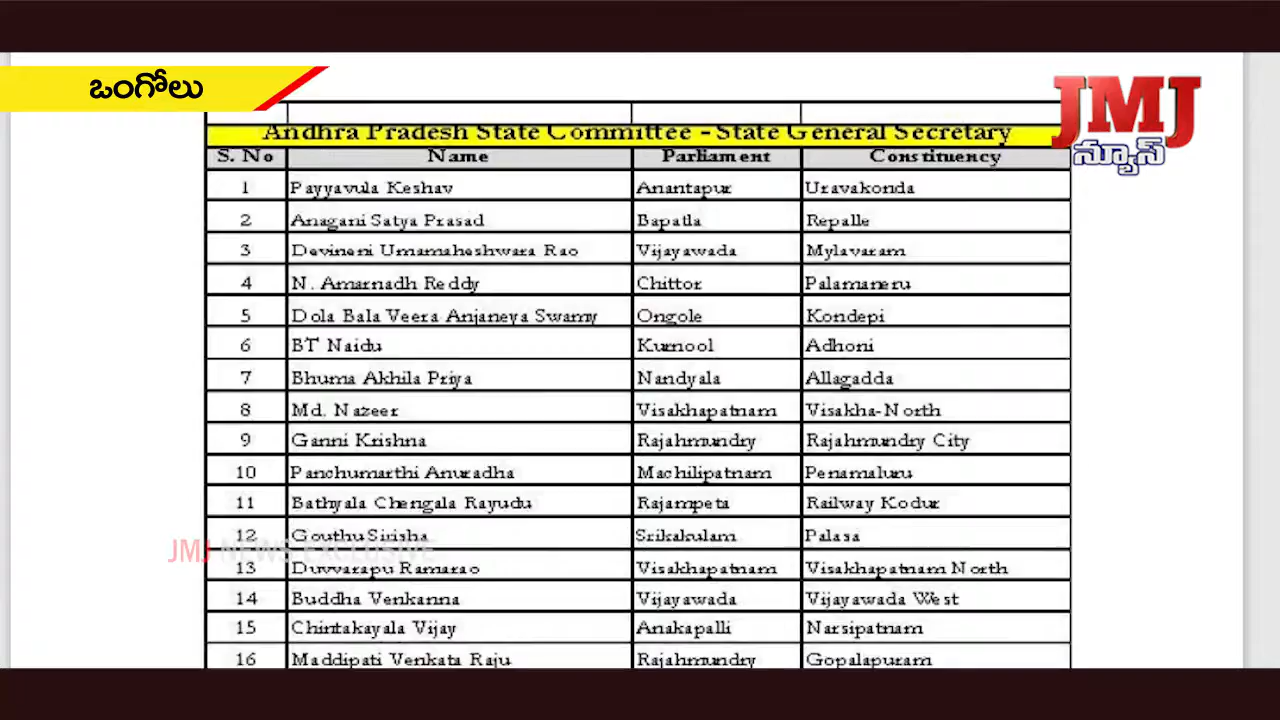 ఒంగోలు
JMJ
న్యూస్
Andhra Pradesh State Committee - State General Secretary
S. No Name Parliament Constituency
1 Payyavula Keshav Anantapur Uravakonda
2 Anagani Satya Prasad Bapatla Repalle
3 Devineni Umamaheshwara Rao Vijayawada Mylavaram
4 N. Amarnadh Reddy Chittor Palamaneru
5 Dola Bala Veera Anjaneya Swamy Ongole Kondepi
6 BT Naidu Kurnool Adhoni
7 Bhuma Akhila Priya Nandyala Allagadda
8 Md. Nazeer Visakhapatnam Visakha-North
9 Ganni Krishna Rajahmundry Rajahmundry City
10 Panchumarthi Anuradha Machilipatnam Penamaluru
11 Bathyala Chengala Rayudu Rajampeta Railway Kodur
12 Gouthu Sirisha Srikakulam Palasa
JMJ NEWS EXCLUSIVE
13 Duvvarapu Ramarao Visakhapatnam Visakhapatnam North
14 Buddha Venkanna Vijayawada Vijayawada West
15 Chintakayala Vijay Anakapalli Narsipatnam
16 Maddipati Venkata Raju Rajahmundry Gopalapuram